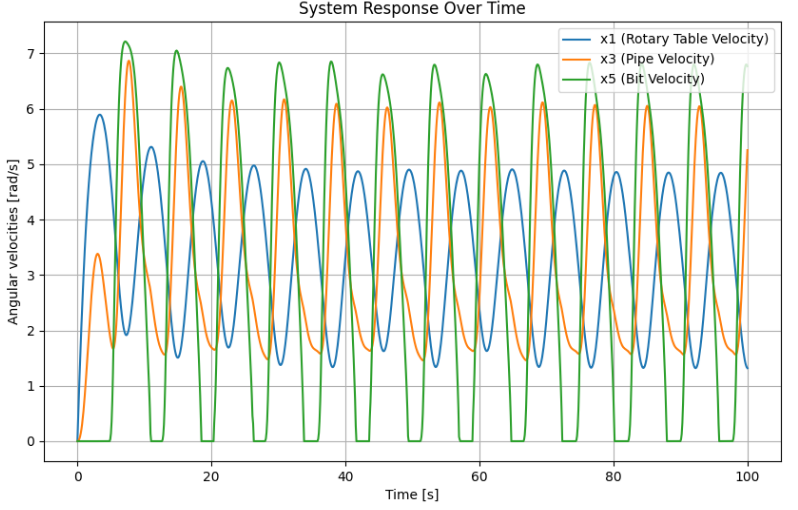 System Response Over Time
x1 (Rotary Table Velocity)
x3 (Pipe Velocity)
x5 (Bit Velocity)
Angular velocities [rad/s]
7
6
5
4
3
2
1
0
0 20 40 60 80 100
Time [s]